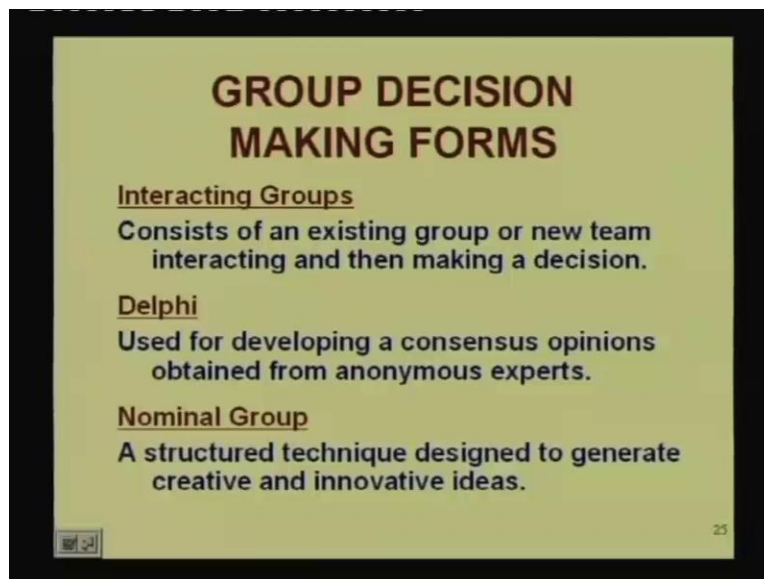 GROUP DECISION
MAKING FORMS
Interacting Groups
Consists of an existing group or new team
interacting and then making a decision.
Delphi
Used for developing a consensus opinions
obtained from anonymous experts.
Nominal Group
A structured technique designed to generate
creative and innovative ideas.
25